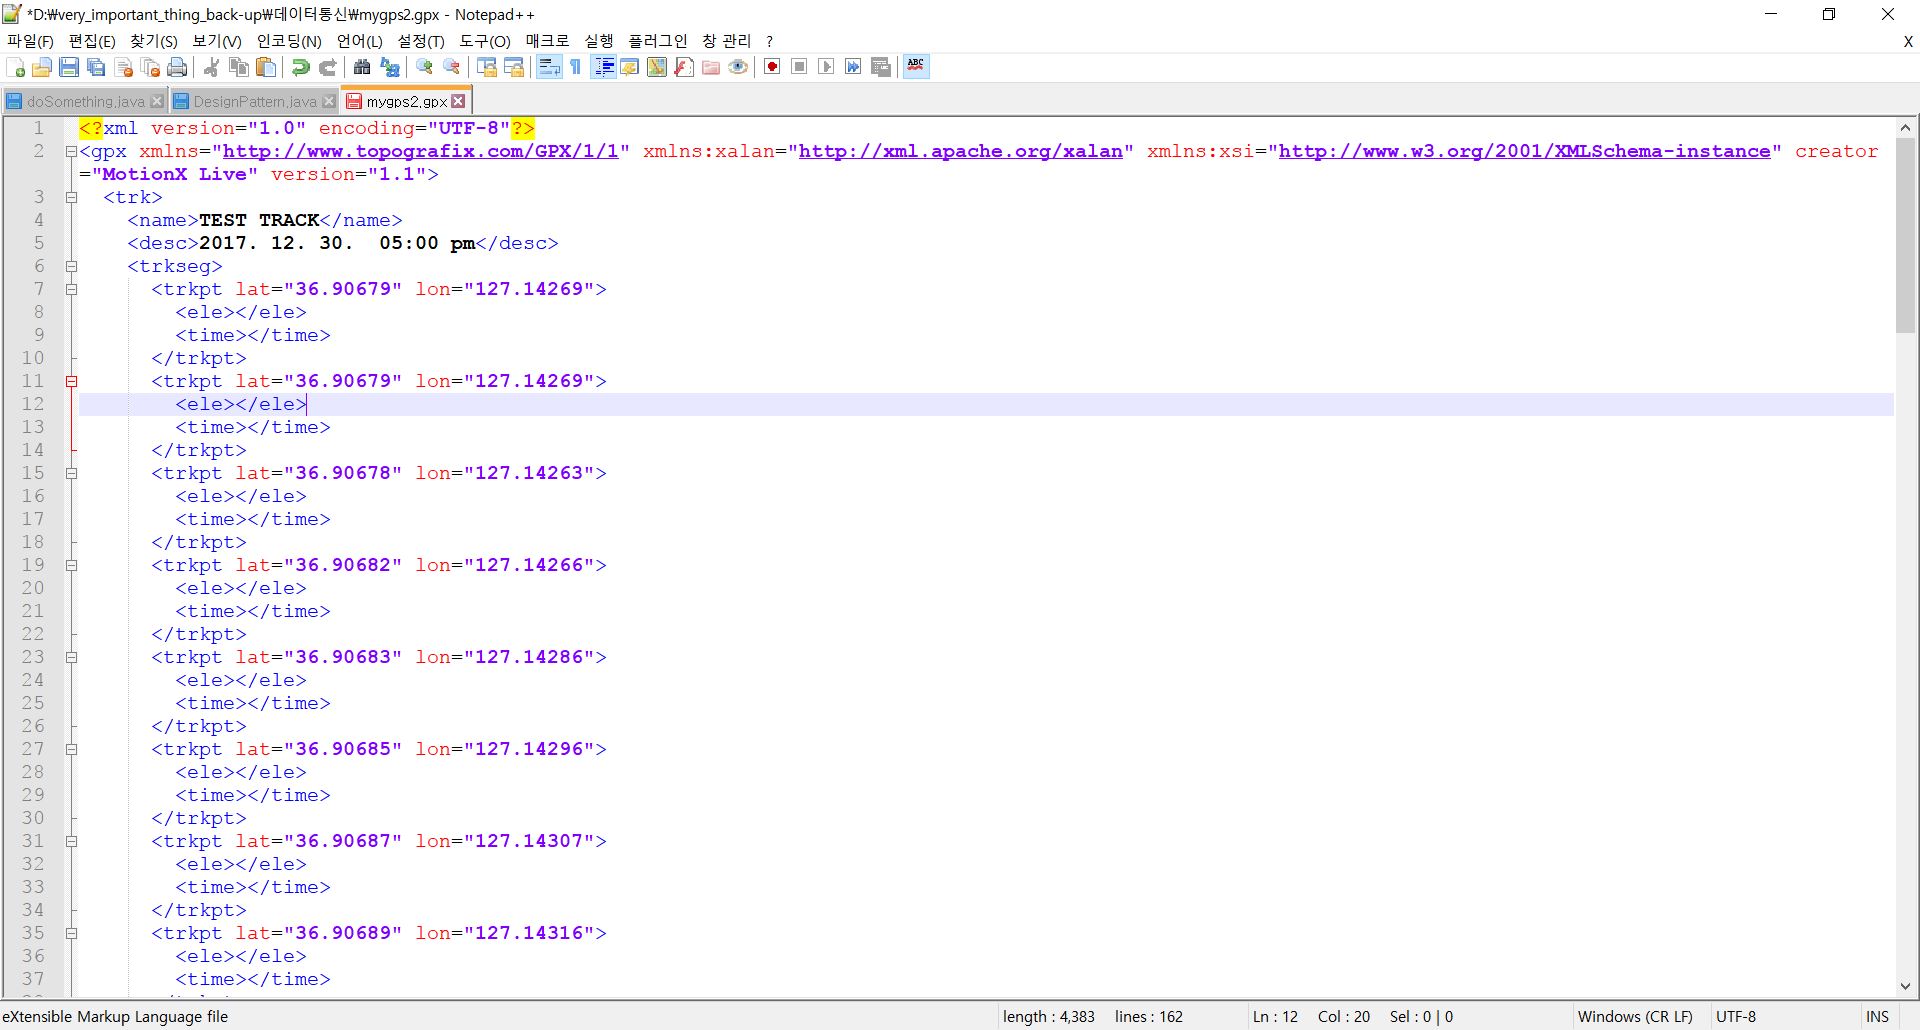 *D:₩very_important_thing_back-up₩데이터통신₩mygps2.gpx - Notepad++
파일(F) 편집(E) 찾기(S) 보기(V) 인코딩(N) 언어(L) 설정(T) 도구(O) 매크로 실행 플러그인 창 관리 ? X
ABC
doSomething.java DesignPattern.java mygps2.gpx
1 <?xml version="1.0" encoding="UTF-8"?>
2 <gpx xmlns="http://www.topografix.com/GPX/1/1" xmlns:xalan="http://xml.apache.org/xalan" xmlns:xsi="http://www.w3.org/2001/XMLSchema-instance" creator
="MotionX Live" version="1.1">
3 <trk>
4 <name>TEST TRACK</name>
5 <desc>2017. 12. 30.  05:00 pm</desc>
6 <trkseg>
7 <trkpt lat="36.90679" lon="127.14269">
8 <ele></ele>
9 <time></time>
10 </trkpt>
11 <trkpt lat="36.90679" lon="127.14269">
12 <ele></ele>
13 <time></time>
14 </trkpt>
15 <trkpt lat="36.90678" lon="127.14263">
16 <ele></ele>
17 <time></time>
18 </trkpt>
19 <trkpt lat="36.90682" lon="127.14266">
20 <ele></ele>
21 <time></time>
22 </trkpt>
23 <trkpt lat="36.90683" lon="127.14286">
24 <ele></ele>
25 <time></time>
26 </trkpt>
27 <trkpt lat="36.90685" lon="127.14296">
28 <ele></ele>
29 <time></time>
30 </trkpt>
31 <trkpt lat="36.90687" lon="127.14307">
32 <ele></ele>
33 <time></time>
34 </trkpt>
35 <trkpt lat="36.90689" lon="127.14316">
36 <ele></ele>
37 <time></time>
eXtensible Markup Language file length : 4,383 lines : 162 Ln : 12 Col : 20 Sel : 0 | 0 Windows (CR LF) UTF-8 INS